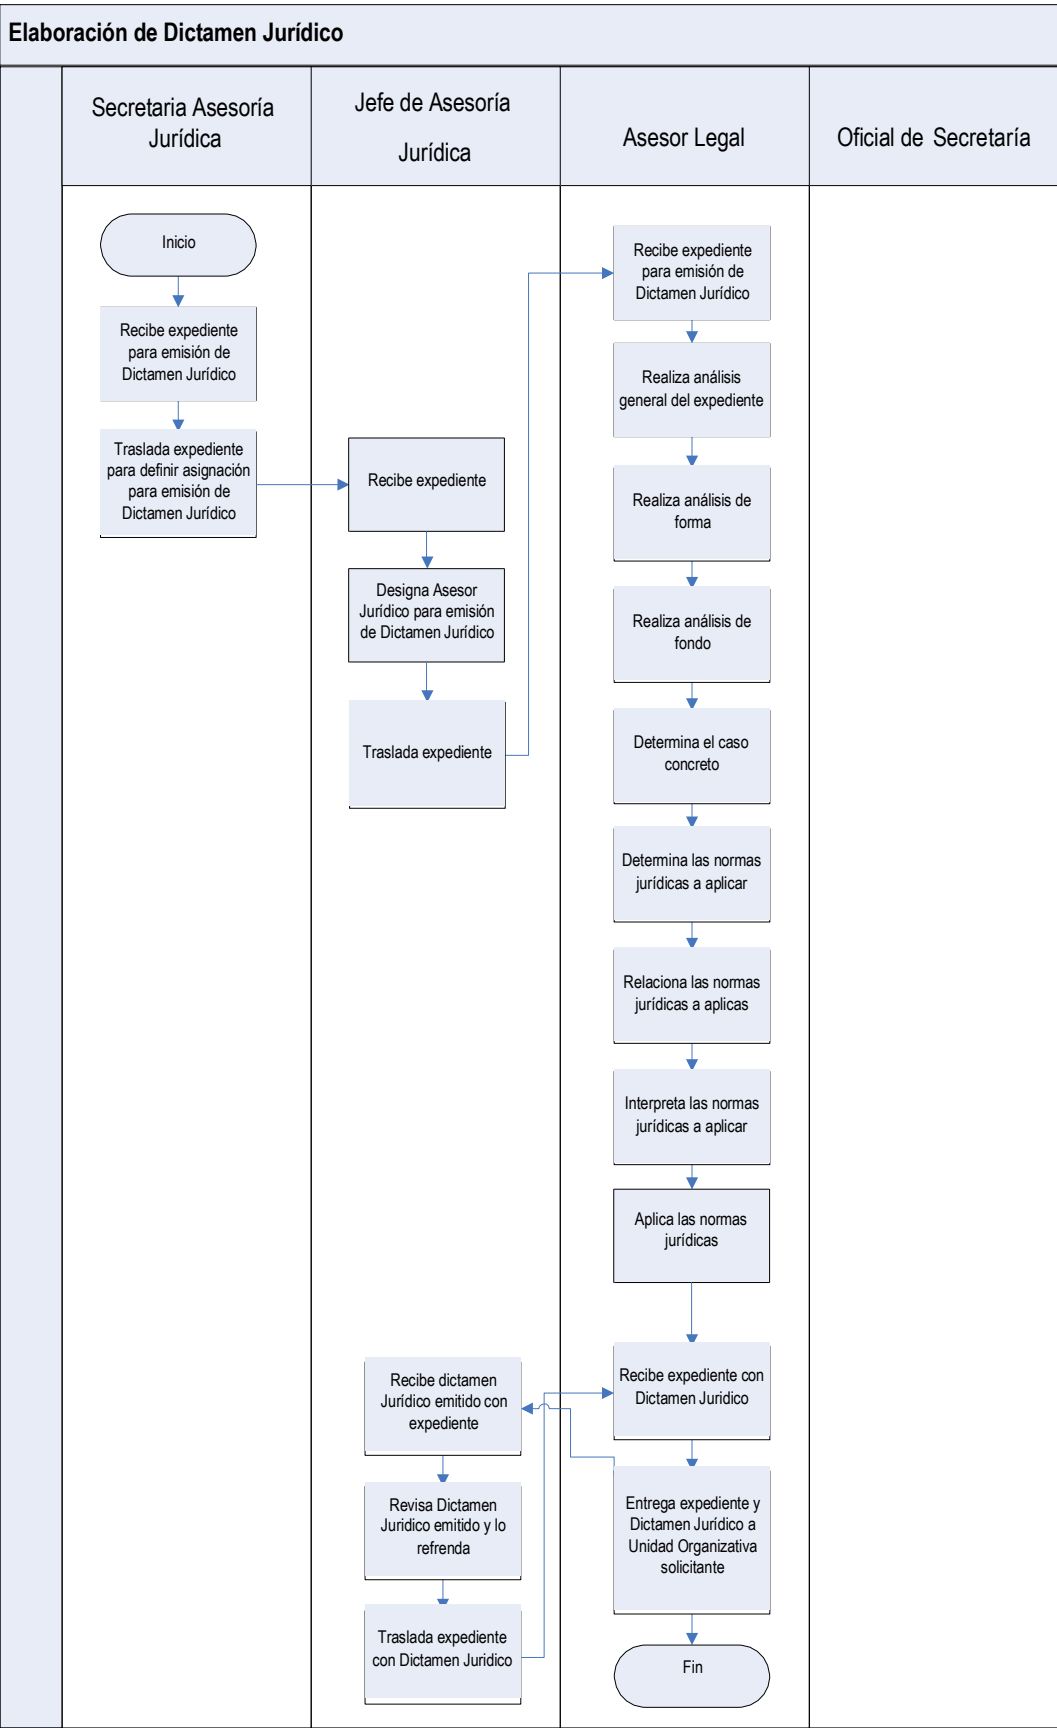 Elaboración de Dictamen Jurídico
Secretaria Asesoría
Jurídica
Jefe de Asesoría
Jurídica
Asesor Legal
Oficial de Secretaría
Inicio
Recibe expediente
para emisión de
Dictamen Jurídico
Traslada expediente
para definir asignación
para emisión de
Dictamen Jurídico
Recibe expediente
Designa Asesor
Jurídico para emisión
de Dictamen Jurídico
Traslada expediente
Recibe expediente
para emisión de
Dictamen Jurídico
Realiza análisis
general del expediente
Realiza análisis de
forma
Realiza análisis de
fondo
Determina el caso
concreto
Determina las normas
jurídicas a aplicar
Relaciona las normas
jurídicas a aplicas
Interpreta las normas
jurídicas a aplicar
Aplica las normas
jurídicas
Recibe dictamen
Jurídico emitido con
expediente
Revisa Dictamen
Juridico emitido y lo
refrenda
Traslada expediente
con Dictamen Juridico
Recibe expediente con
Dictamen Juridico
Entrega expediente y
Dictamen Jurídico a
Unidad Organizativa
solicitante
Fin